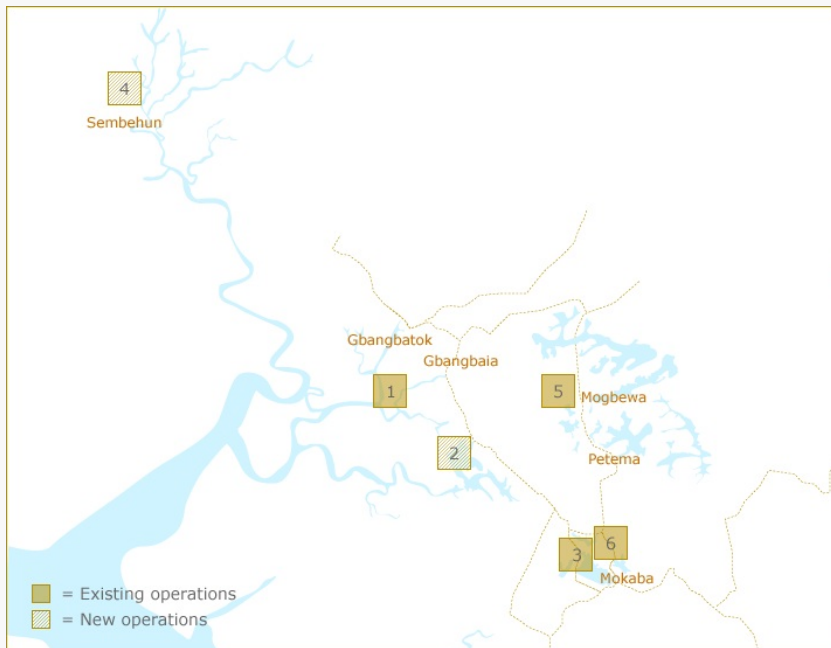 4
Sembehun
Gbangbatok
Gbangbaia
1
5
Mogbewa
2
Petema
6
3
Mokaba
= Existing operations
= New operations